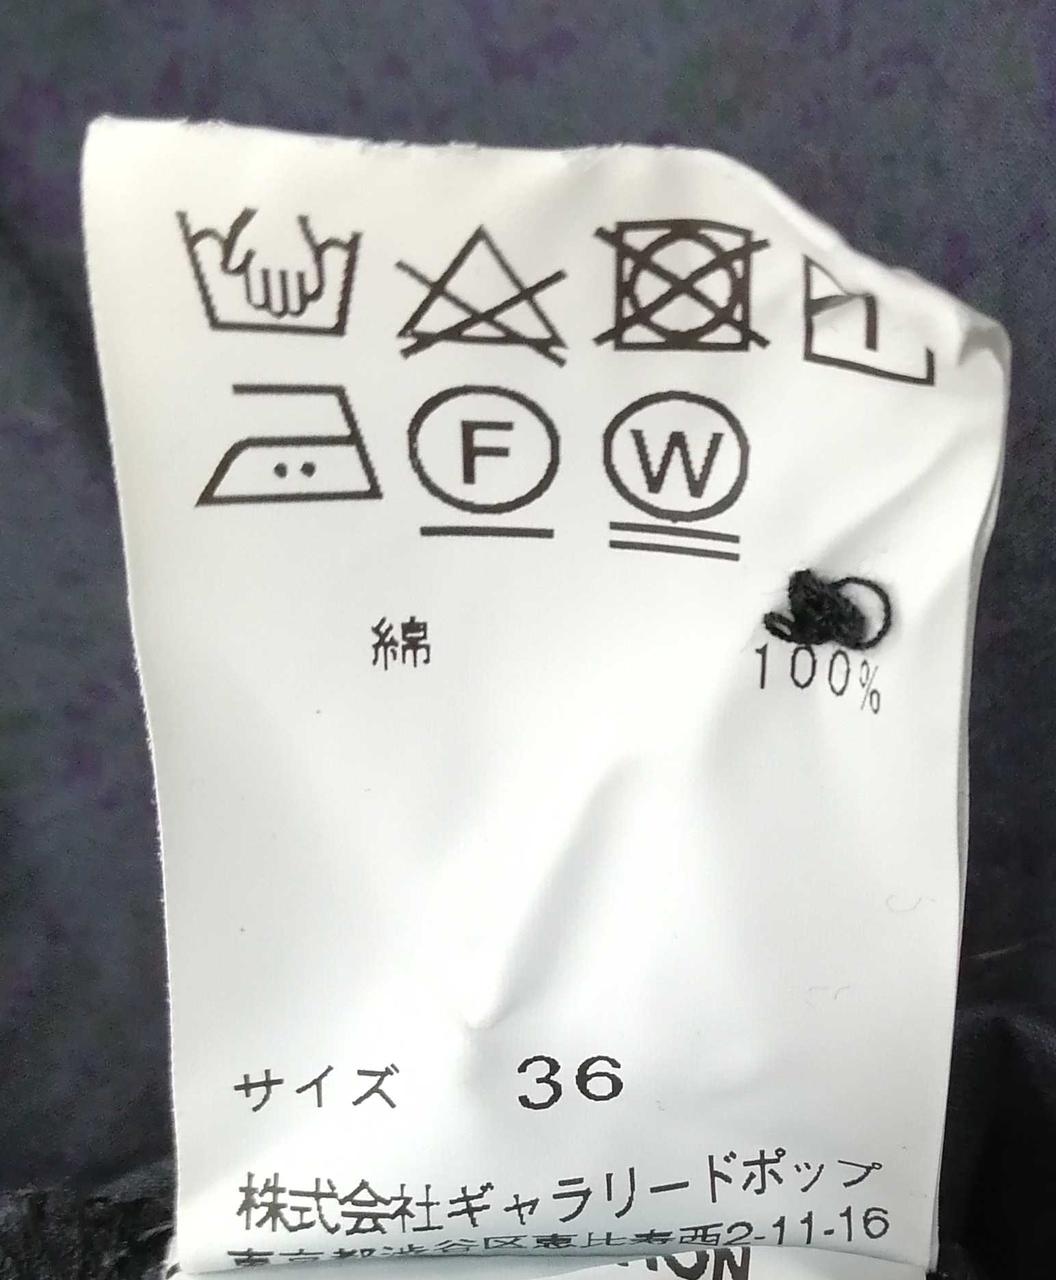 F W
綿 100%
サイズ 36
株式会社ギャラリードポップ
東京都渋谷区恵比寿西2-11-16